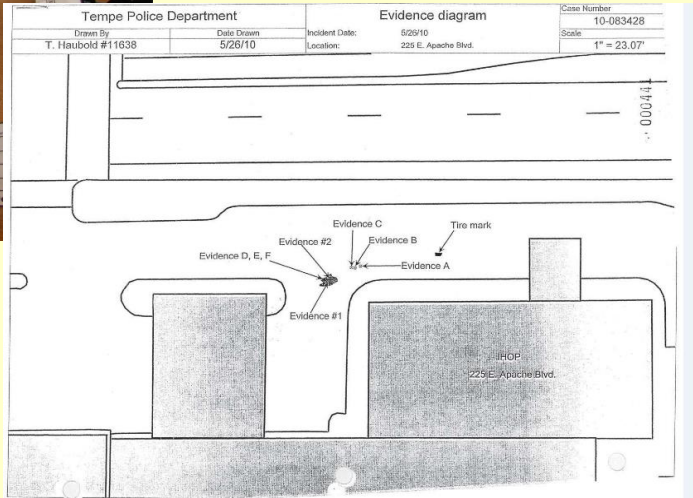 Tempe Police Department
Evidence diagram
Case Number
10-083428
Drawn By
Date Drawn
Incident Date:
5/26/10
Scale
T. Haubold #11638
5/26/10
Location:
225 E. Apache Blvd.
1" = 23.07'
000441
Evidence C
Tire mark
Evidence #2
Evidence B
Evidence D, E, F
Evidence A
Evidence #1
IHOP
225 E. Apache Blvd.